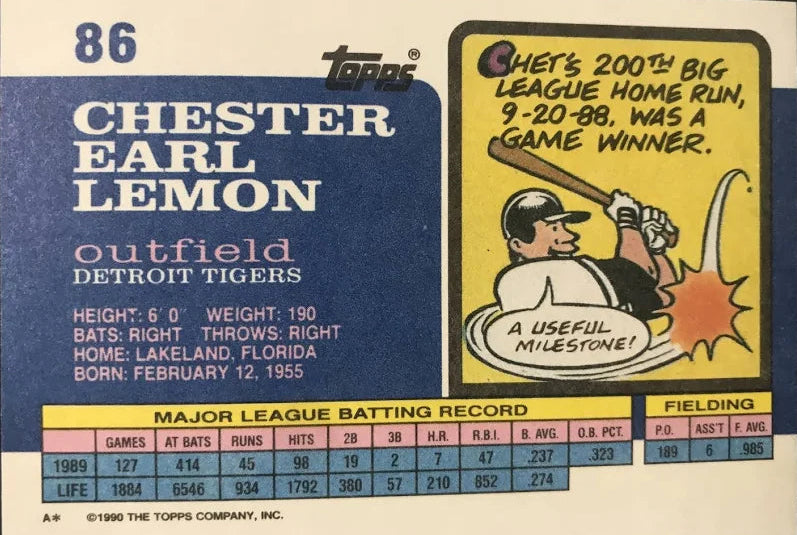 86
Topps®
CHESTER
EARL
LEMON
outfield
DETROIT TIGERS
HEIGHT: 6' 0" WEIGHT: 190
BATS: RIGHT THROWS: RIGHT
HOME: LAKELAND, FLORIDA
BORN: FEBRUARY 12, 1955
CHET'S 200TH BIG
LEAGUE HOME RUN,
9-20-88, WAS A
GAME WINNER.
A USEFUL
MILESTONE!
MAJOR LEAGUE BATTING RECORD
GAMES AT BATS RUNS HITS 2B 3B H.R. R.B.I. B. AVG. O.B. PCT.
1989 127 414 45 98 19 2 7 47 .237 .323
LIFE 1884 6546 934 1792 380 57 210 852 .274
FIELDING
P.O. ASS'T F. AVG.
189 6 .985
A* ©1990 THE TOPPS COMPANY, INC.